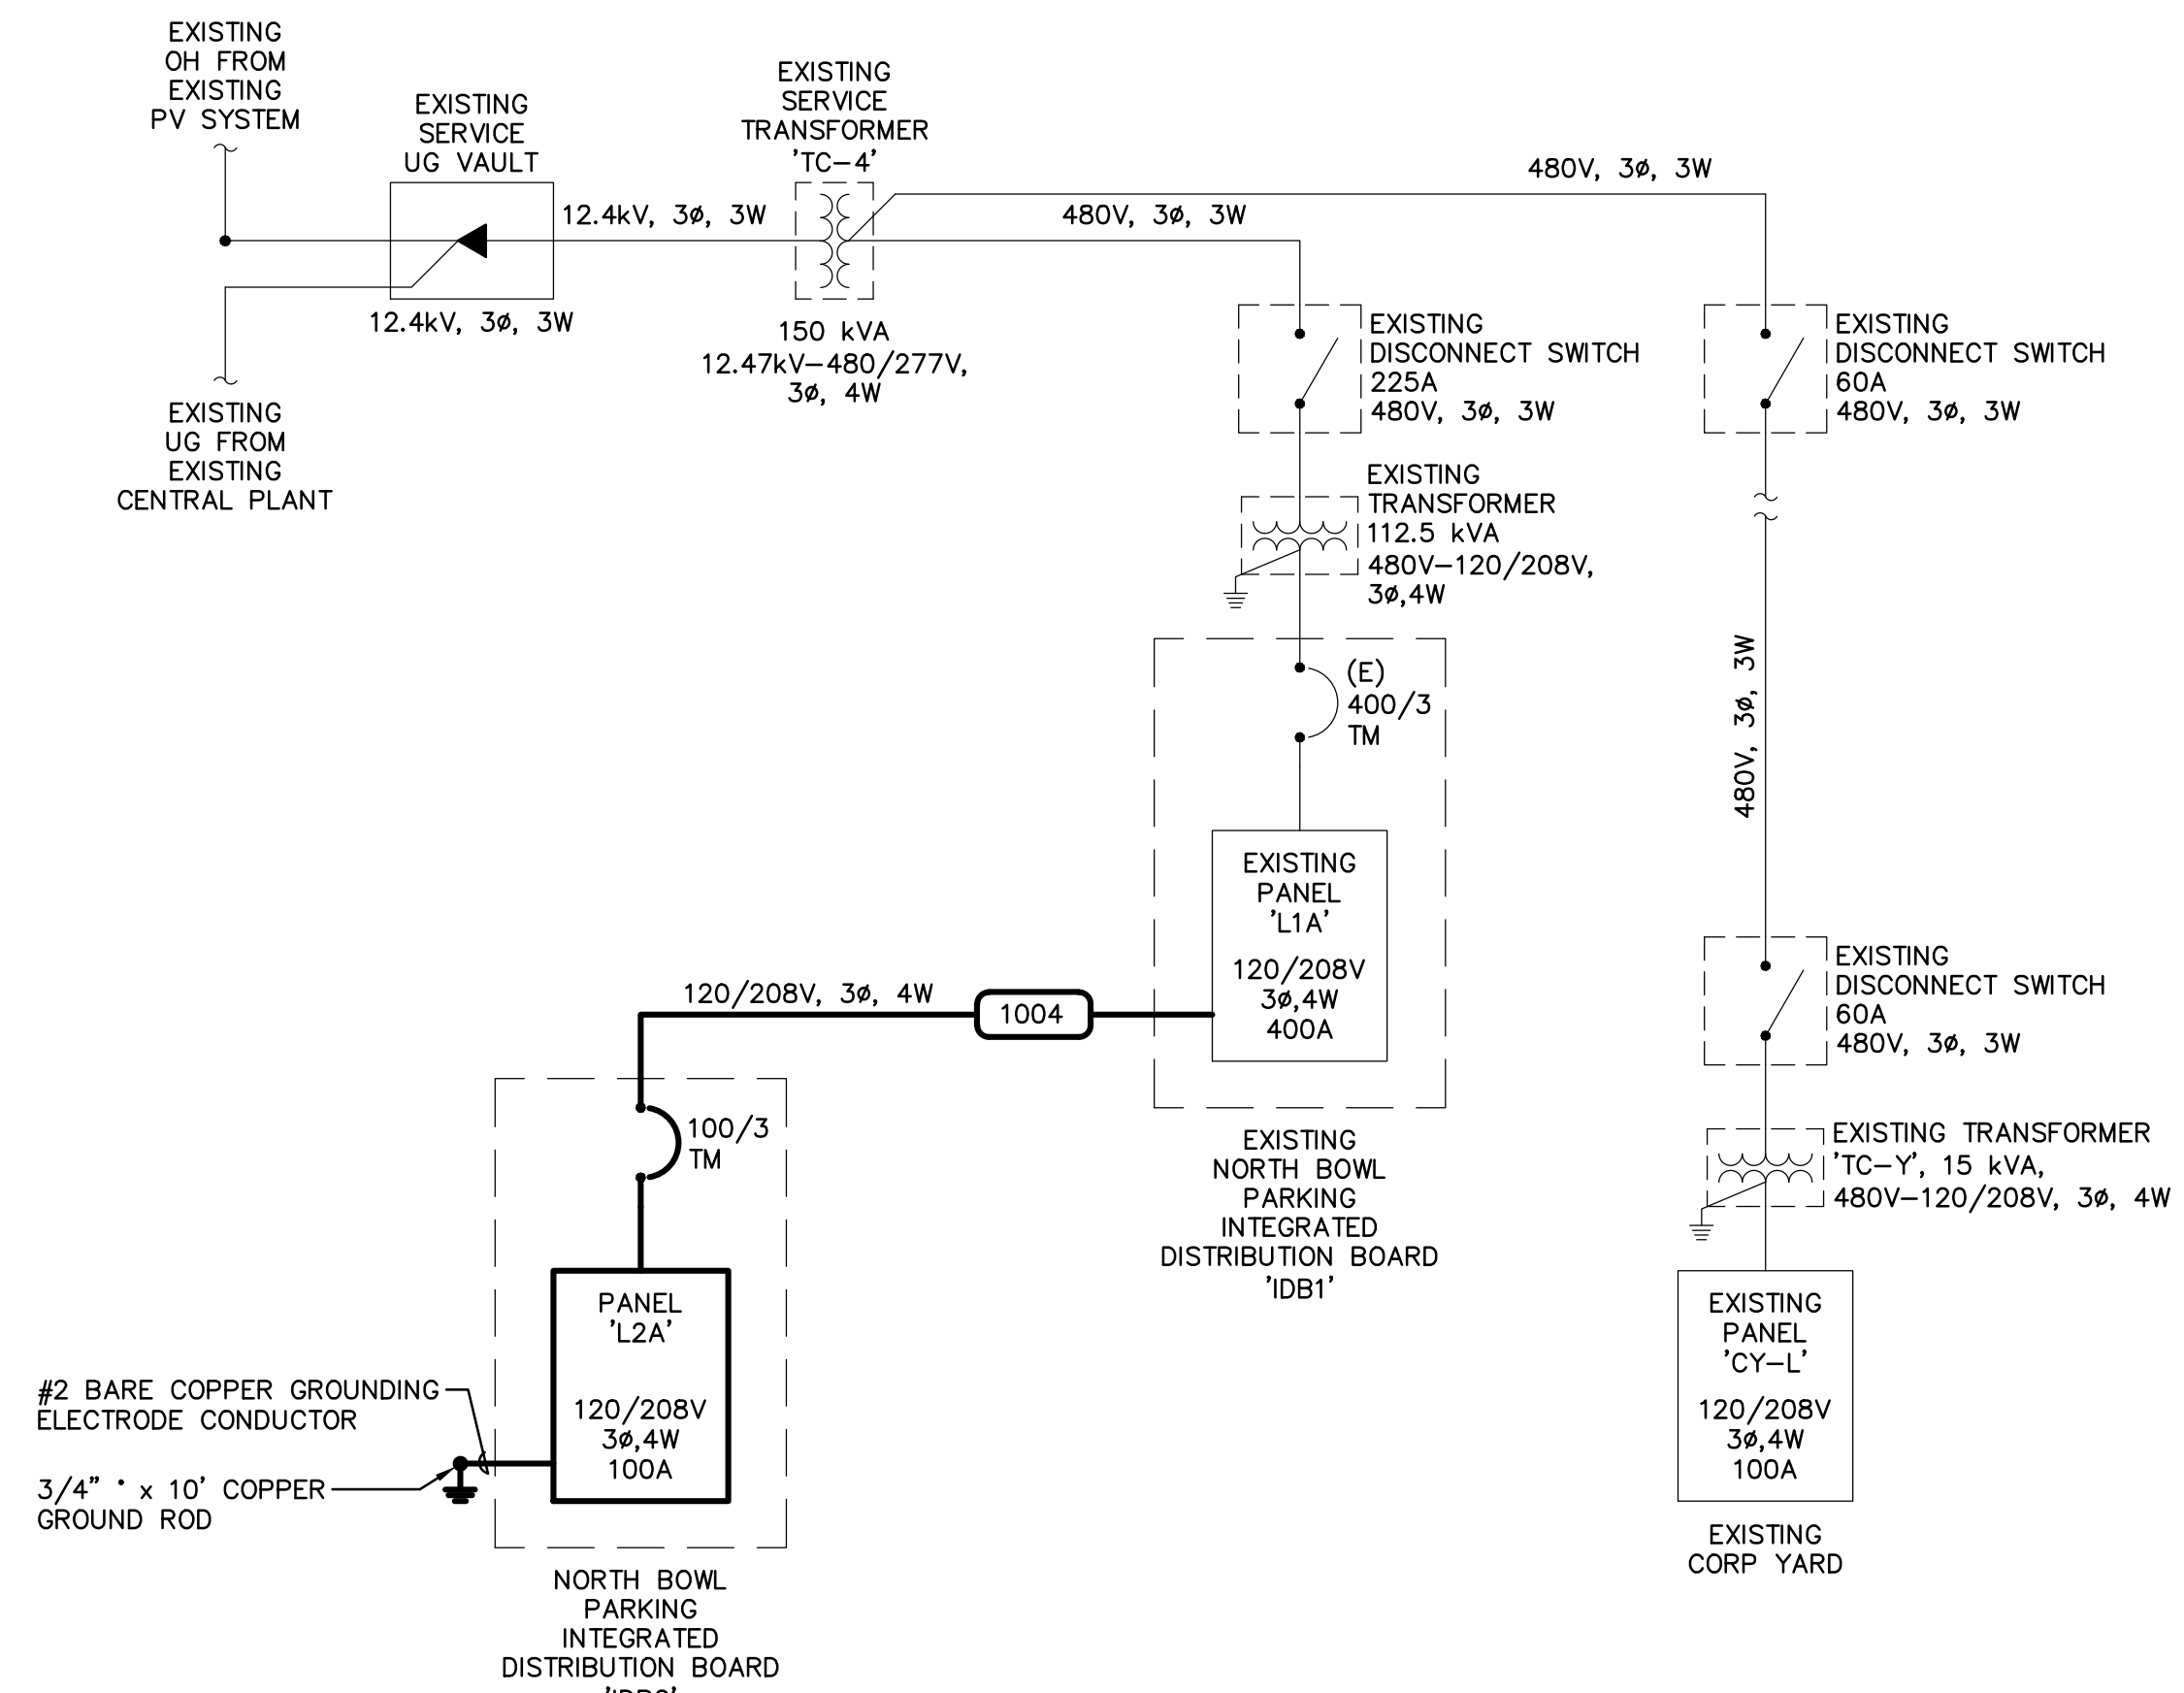 EXISTING
OH FROM
EXISTING
PV SYSTEM
EXISTING
SERVICE
UG VAULT
EXISTING
SERVICE
TRANSFORMER
'TC-4'
12.4kV, 3ø, 3W
12.4kV, 3ø, 3W
150 kVA
12.47kV-480/277V,
3ø, 4W
480V, 3ø, 3W
480V, 3ø, 3W
EXISTING
UG FROM
EXISTING
CENTRAL PLANT
EXISTING
DISCONNECT SWITCH
225A
480V, 3ø, 3W
EXISTING
DISCONNECT SWITCH
60A
480V, 3ø, 3W
EXISTING
TRANSFORMER
112.5 kVA
480V-120/208V,
3ø,4W
(E)
400/3
TM
480V, 3ø, 3W
EXISTING
PANEL
'L1A'
120/208V
3ø,4W
400A
EXISTING
NORTH BOWL
PARKING
INTEGRATED
DISTRIBUTION BOARD
'IDB1'
120/208V, 3ø, 4W
1004
100/3
TM
PANEL
'L2A'
120/208V
3ø,4W
100A
#2 BARE COPPER GROUNDING
ELECTRODE CONDUCTOR
3/4" ° x 10' COPPER
GROUND ROD
NORTH BOWL
PARKING
INTEGRATED
DISTRIBUTION BOARD
EXISTING
DISCONNECT SWITCH
60A
480V, 3ø, 3W
EXISTING TRANSFORMER
'TC-Y', 15 kVA,
480V-120/208V, 3ø, 4W
EXISTING
PANEL
'CY-L'
120/208V
3ø,4W
100A
EXISTING
CORP YARD